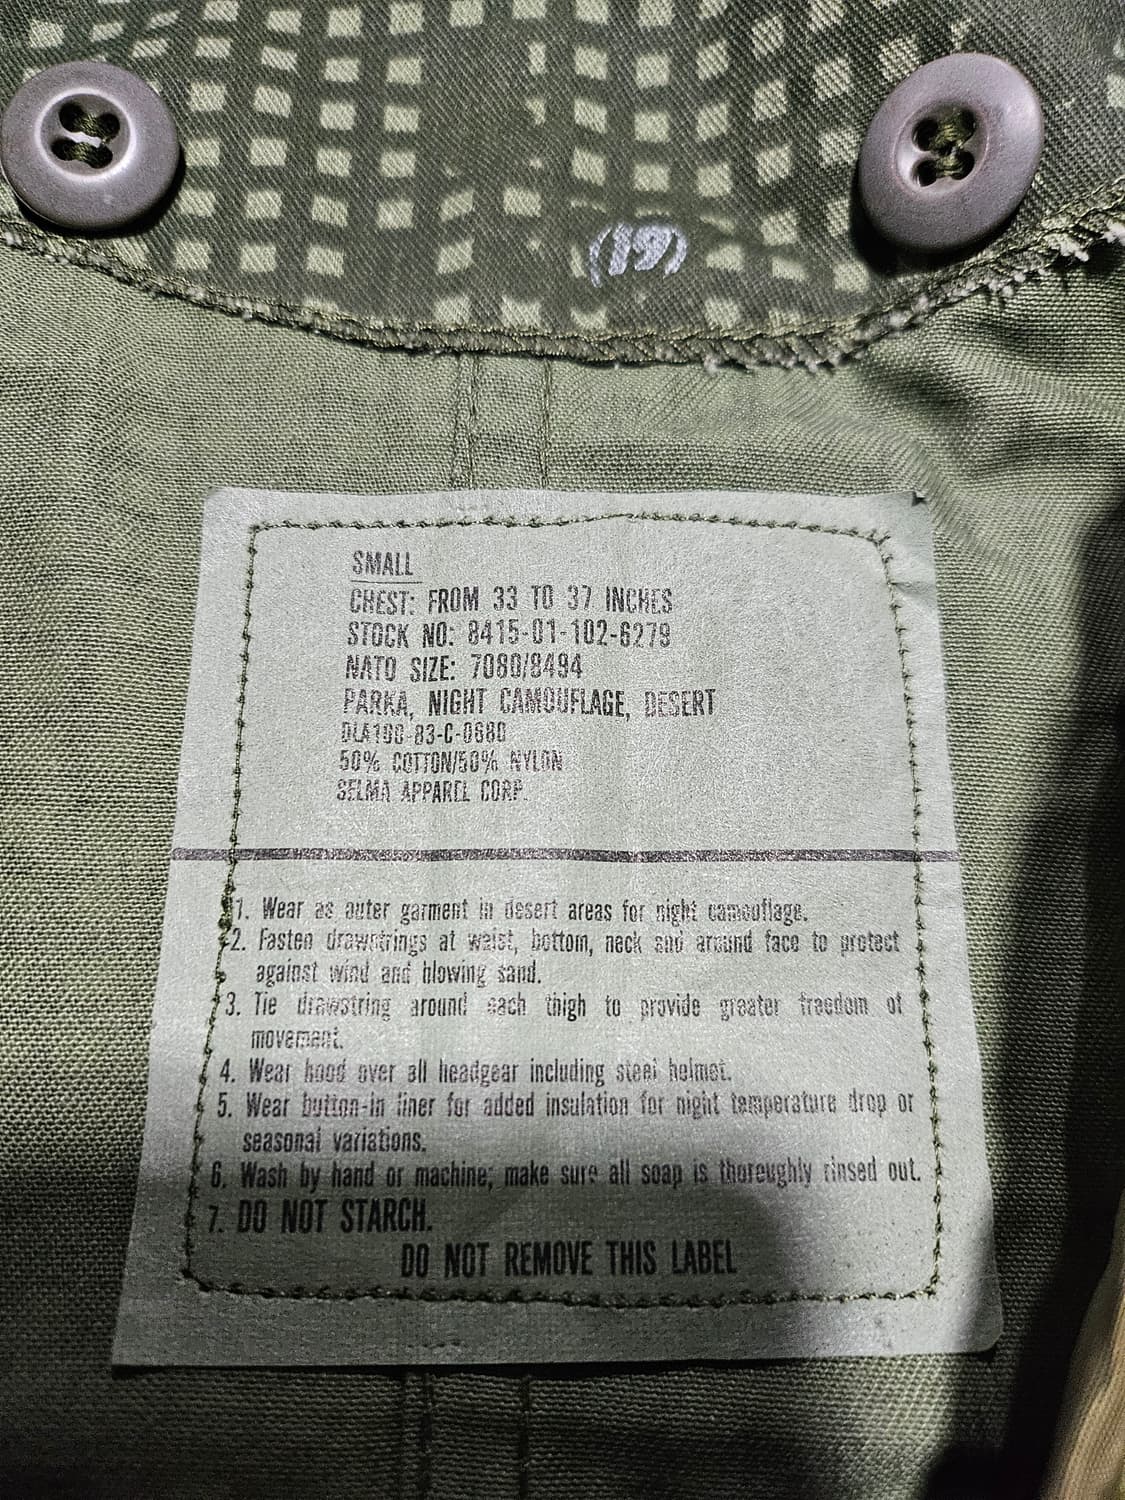 (19)
SMALL
CHEST: FROM 33 TO 37 INCHES
STOCK NO: 8415-01-102-6279
NATO SIZE: 7080/8494
PARKA, NIGHT CAMOUFLAGE, DESERT
50% COTTON/50% NYLON
SELMA APPAREL CORP.
1. Wear as outer garment in desert areas for night camouflage.
2. Fasten drawstrings at waist, bottom, neck and around face to protect
against wind and blowing sand.
3. Tie drawstring around each thigh to provide greater freedom of
movement.
4. Wear hood over all headgear including steel helmet.
5. Wear button-in liner for added insulation for night temperature drop or
seasonal variations.
6. Wash by hand or machine; make sure all soap is thoroughly rinsed out.
7. DO NOT STARCH.
DO NOT REMOVE THIS LABEL